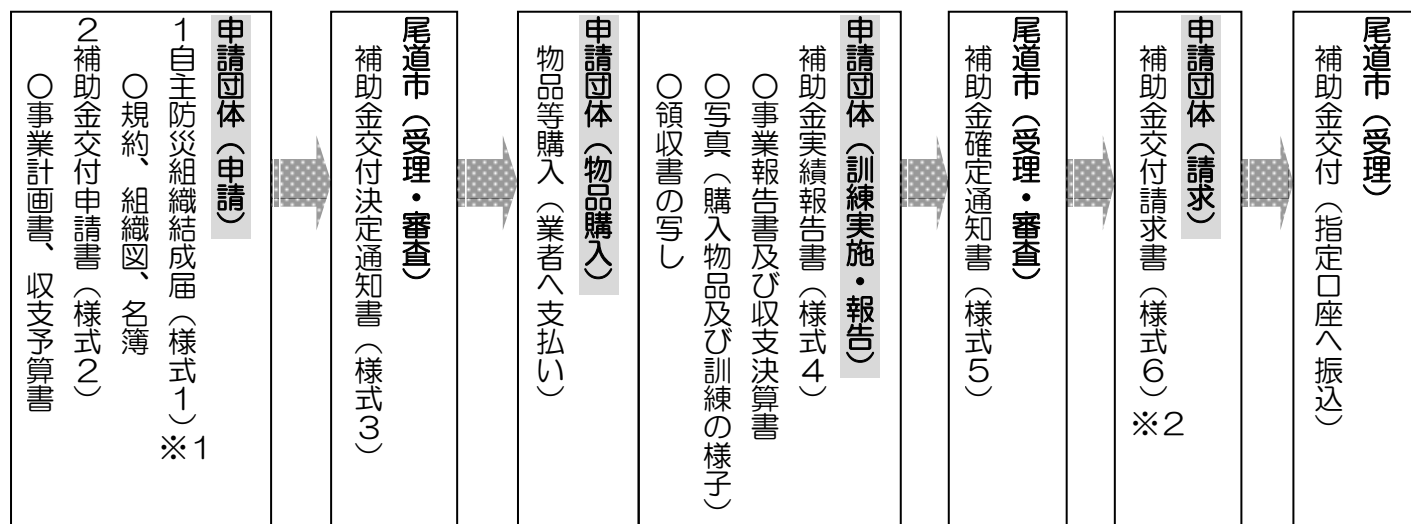 申請団体（申請）
１自主防災組織結成届（様式１）※１
○規約、組織図、名簿
２補助金交付申請書（様式２）
○事業計画書、収支予算書
尾道市（受理・審査）
補助金交付決定通知書（様式３）
申請団体（物品購入）
物品等購入（業者へ支払い）
申請団体（訓練実施・報告）
補助金実績報告書（様式４）
○事業報告書及び収支決算書
○写真（購入物品及び訓練の様子）
○領収書の写し
尾道市（受理・審査）
補助金確定通知書（様式５）
申請団体（請求）
補助金交付請求書（様式６）※２
尾道市（受理）
補助金交付（指定口座へ振込）